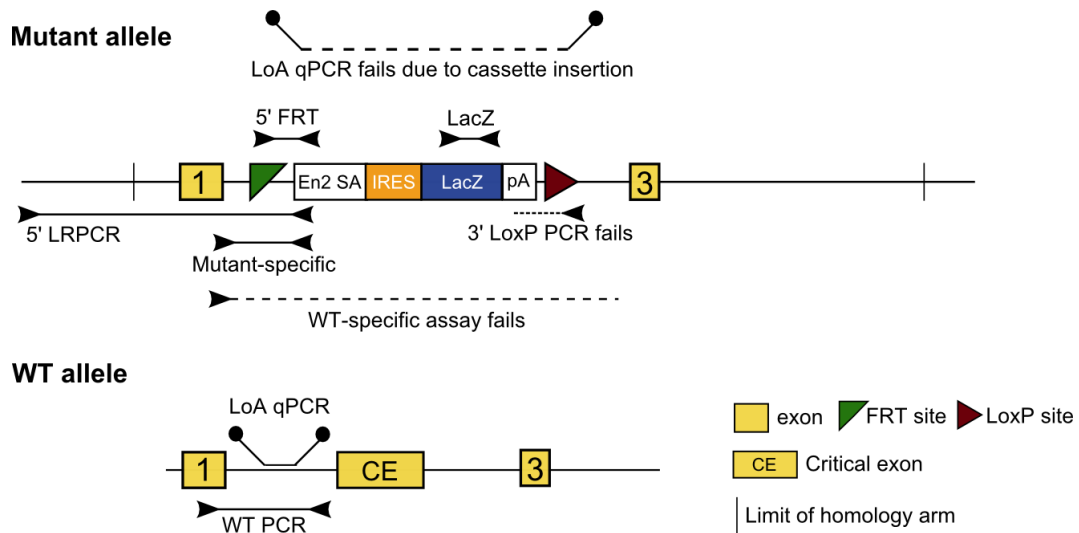 Mutant allele
LoA qPCR fails due to cassette insertion
5' FRT
LacZ
1
En2 SA
IRES
LacZ
pA
3
5' LRPCR
3' LoxP PCR fails
Mutant-specific
WT-specific assay fails
WT allele
LoA qPCR
1
CE
3
WT PCR
exon
FRT site
LoxP site
CE
Critical exon
Limit of homology arm